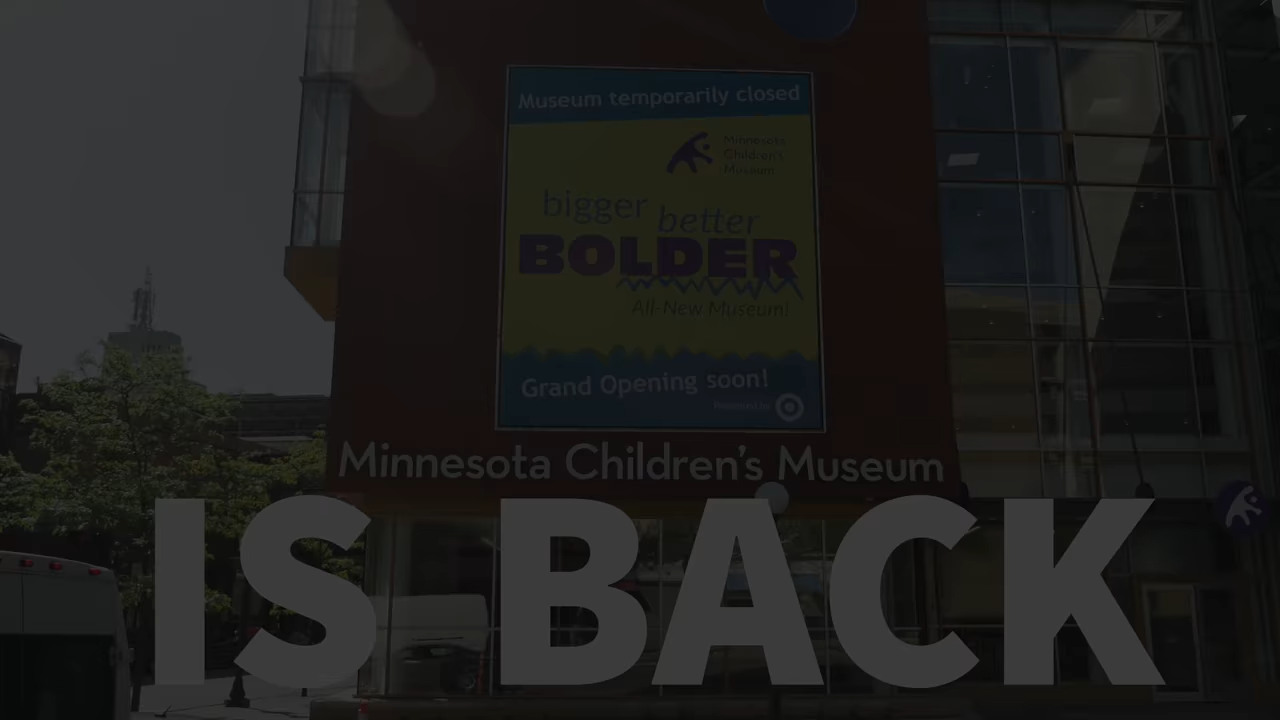 Museum temporarily closed
Minnesota
Children's
Museum
bigger better
BOLDER
All-New Museum!
Grand Opening soon!
Minnesota Children's Museum
IS BACK